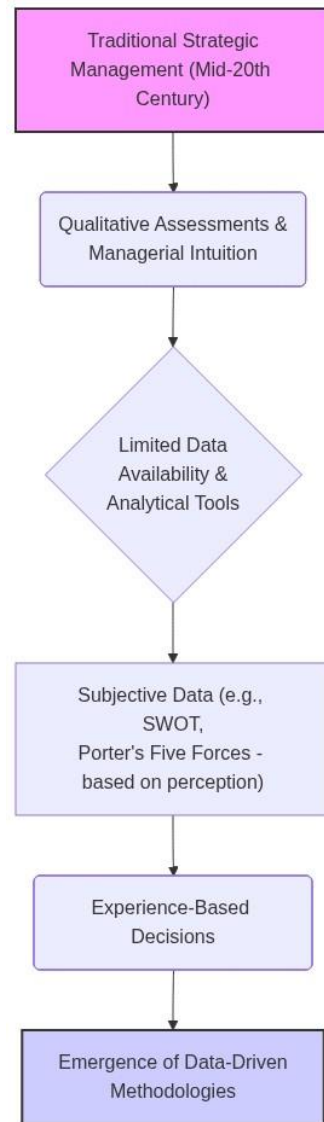 Traditional Strategic
Management (Mid-20th
Century)
Qualitative Assessments &
Managerial Intuition
Limited Data
Availability &
Analytical Tools
Subjective Data (e.g.,
SWOT,
Porter's Five Forces -
based on perception)
Experience-Based
Decisions
Emergence of Data-Driven
Methodologies